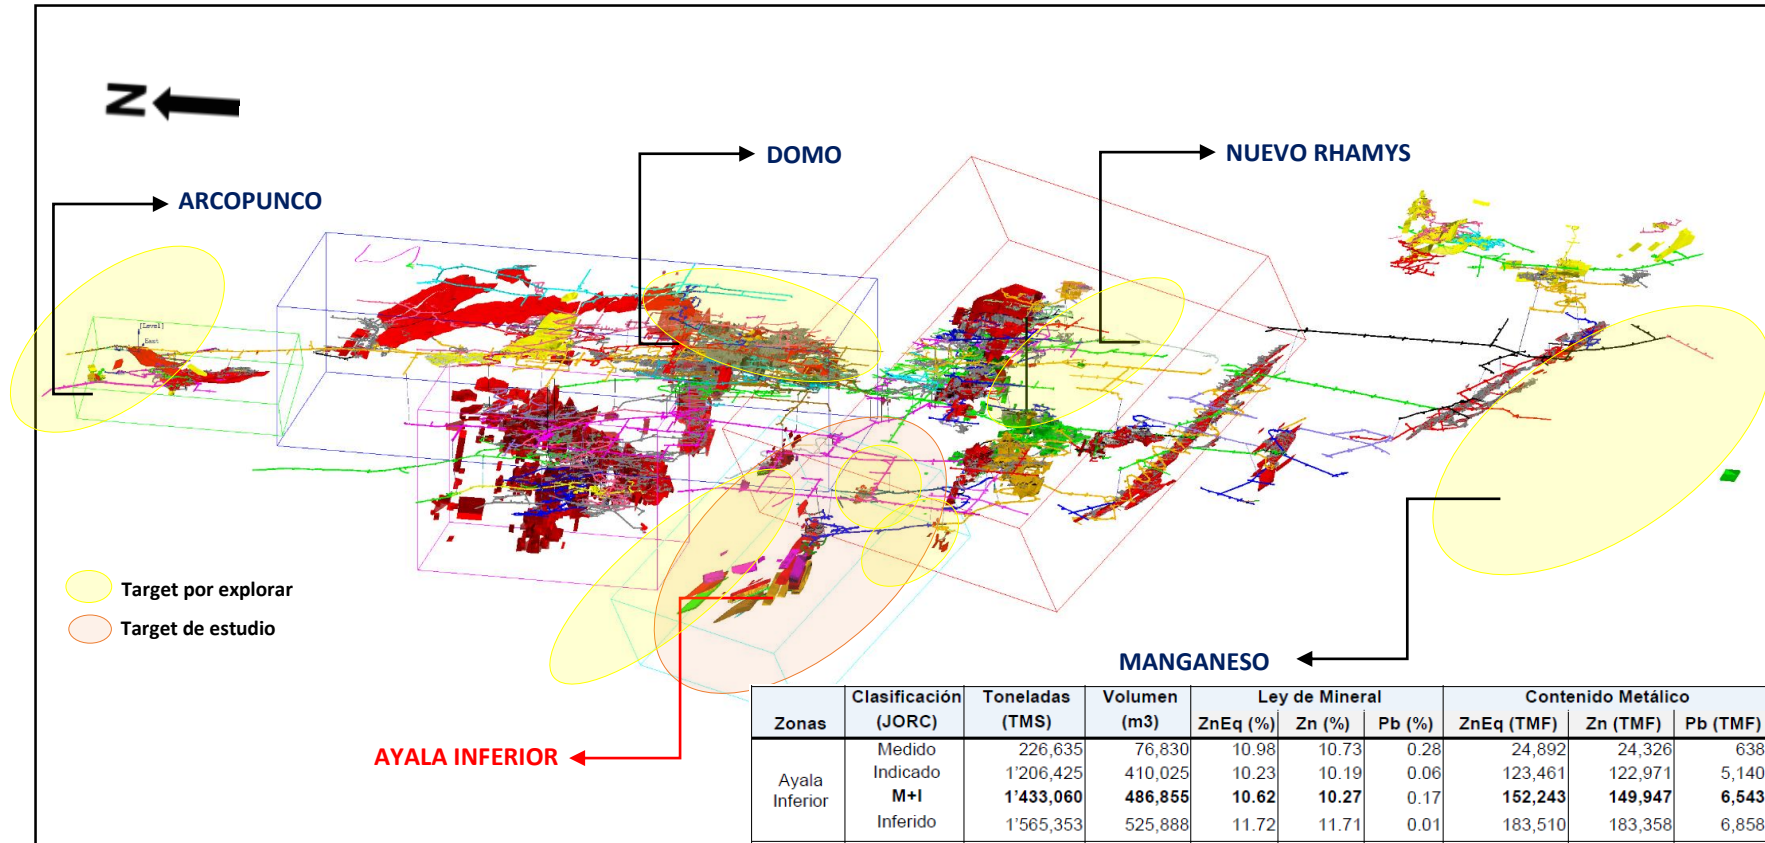 N
DOMO
NUEVO RHAMYS
ARCOPUNCO
[Level]
East
Target por explorar
Target de estudio
MANGANESO
AYALA INFERIOR
Zonas Clasificación (JORC) Toneladas (TMS) Volumen (m3) Ley de Mineral Contenido Metálico
ZnEq (%) Zn (%) Pb (%) ZnEq (TMF) Zn (TMF) Pb (TMF)
Ayala Inferior
Medido 226,635 76,830 10.98 10.73 0.28 24,892 24,326 638
Indicado 1'206,425 410,025 10.23 10.19 0.06 123,461 122,971 5,140
M+I 1'433,060 486,855 10.62 10.27 0.17 152,243 149,947 6,543
Inferido 1'565,353 525,888 11.72 11.71 0.01 183,510 183,358 6,858